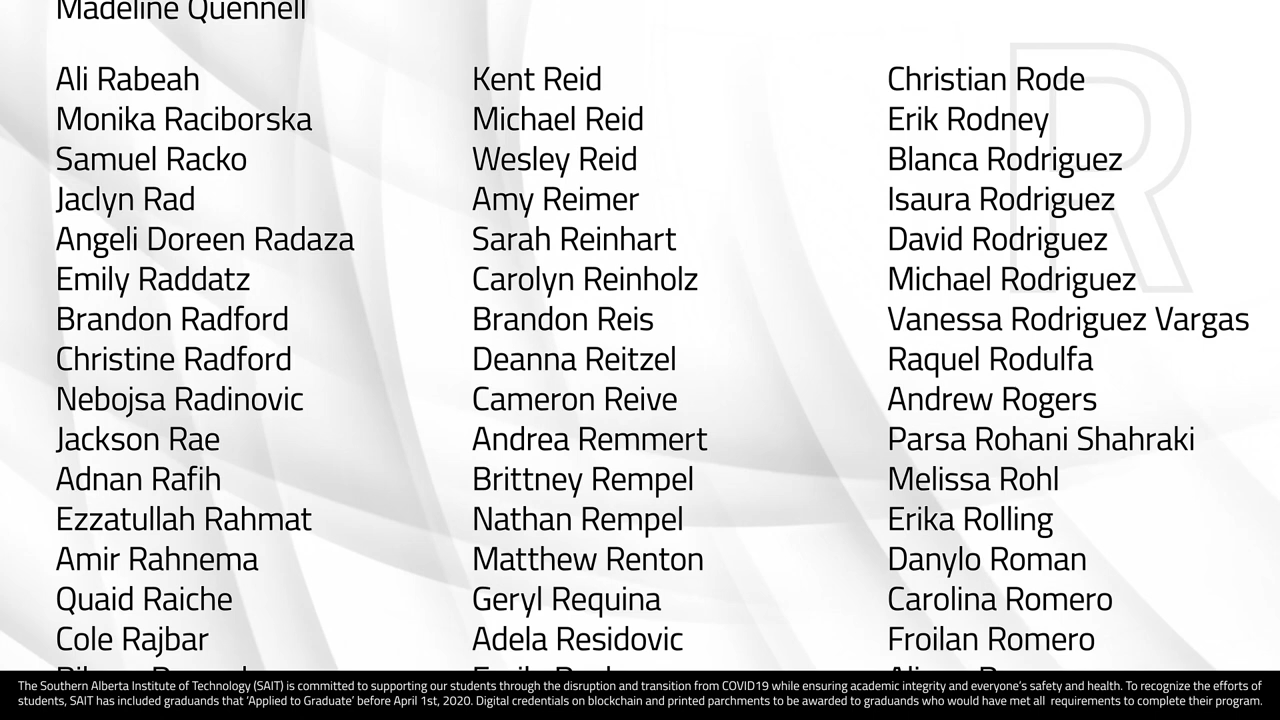 Madeline Quennell
Ali Rabeah
Monika Raciborska
Samuel Racko
Jaclyn Rad
Angeli Doreen Radaza
Emily Raddatz
Brandon Radford
Christine Radford
Nebojsa Radinovic
Jackson Rae
Adnan Rafih
Ezzatullah Rahmat
Amir Rahnema
Quaid Raiche
Cole Rajbar
Kent Reid
Michael Reid
Wesley Reid
Amy Reimer
Sarah Reinhart
Carolyn Reinholz
Brandon Reis
Deanna Reitzel
Cameron Reive
Andrea Remmert
Brittney Rempel
Nathan Rempel
Matthew Renton
Geryl Requina
Adela Residovic
R
Christian Rode
Erik Rodney
Blanca Rodriguez
Isaura Rodriguez
David Rodriguez
Michael Rodriguez
Vanessa Rodriguez Vargas
Raquel Rodulfa
Andrew Rogers
Parsa Rohani Shahraki
Melissa Rohl
Erika Rolling
Danylo Roman
Carolina Romero
Froilan Romero
The Southern Alberta Institute of Technology (SAIT) is committed to supporting our students through the disruption and transition from COVID19 while ensuring academic integrity and everyone's safety and health. To recognize the efforts of
students, SAIT has included graduands that 'Applied to Graduate' before April 1st, 2020. Digital credentials on blockchain and printed parchments to be awarded to graduands who would have met all requirements to complete their program.